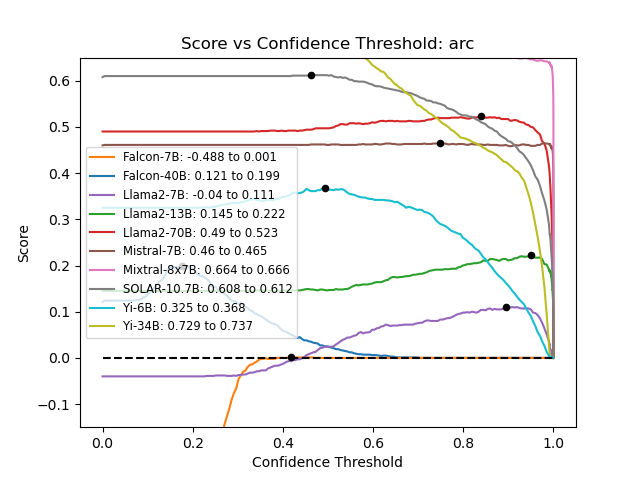 Score vs Confidence Threshold: arc
0.6
0.5
0.4
0.3
0.2
0.1
0.0
−0.1
Score
Falcon-7B: -0.488 to 0.001
Falcon-40B: 0.121 to 0.199
Llama2-7B: -0.04 to 0.111
Llama2-13B: 0.145 to 0.222
Llama2-70B: 0.49 to 0.523
Mistral-7B: 0.46 to 0.465
Mixtral-8x7B: 0.664 to 0.666
SOLAR-10.7B: 0.608 to 0.612
Yi-6B: 0.325 to 0.368
Yi-34B: 0.729 to 0.737
0.0 0.2 0.4 0.6 0.8 1.0
Confidence Threshold